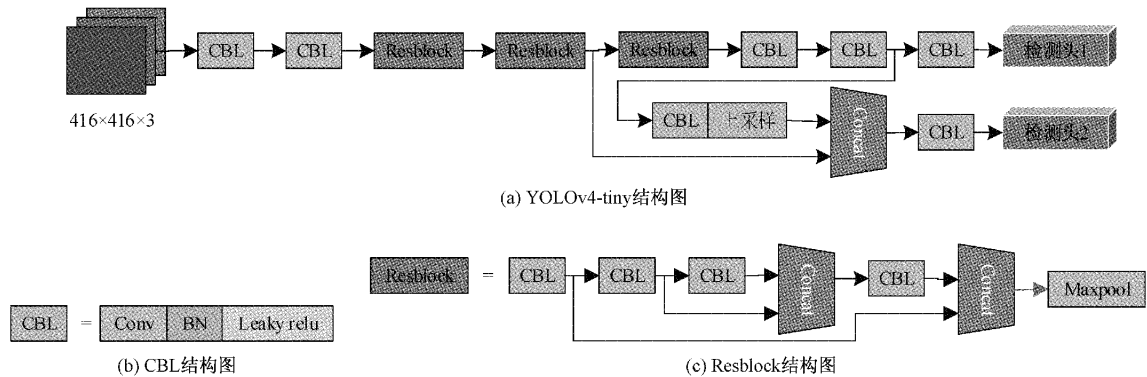 CBL CBL Resblock Resblock Resblock CBL CBL CBL 检测头1
416×416×3
CBL 上采样 Concat CBL 检测头2
(a) YOLOv4-tiny结构图
Resblock = CBL CBL CBL Concat CBL Concat Maxpool
CBL = Conv BN Leaky relu
(b) CBL结构图
(c) Resblock结构图